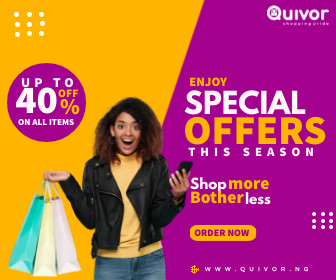 Quivor
shopping pride
UP TO
40% OFF
ON ALL ITEMS
ENJOY
SPECIAL
OFFERS
THIS SEASON
Shop more
Bother less
ORDER NOW
WWW.QUIVOR.NG